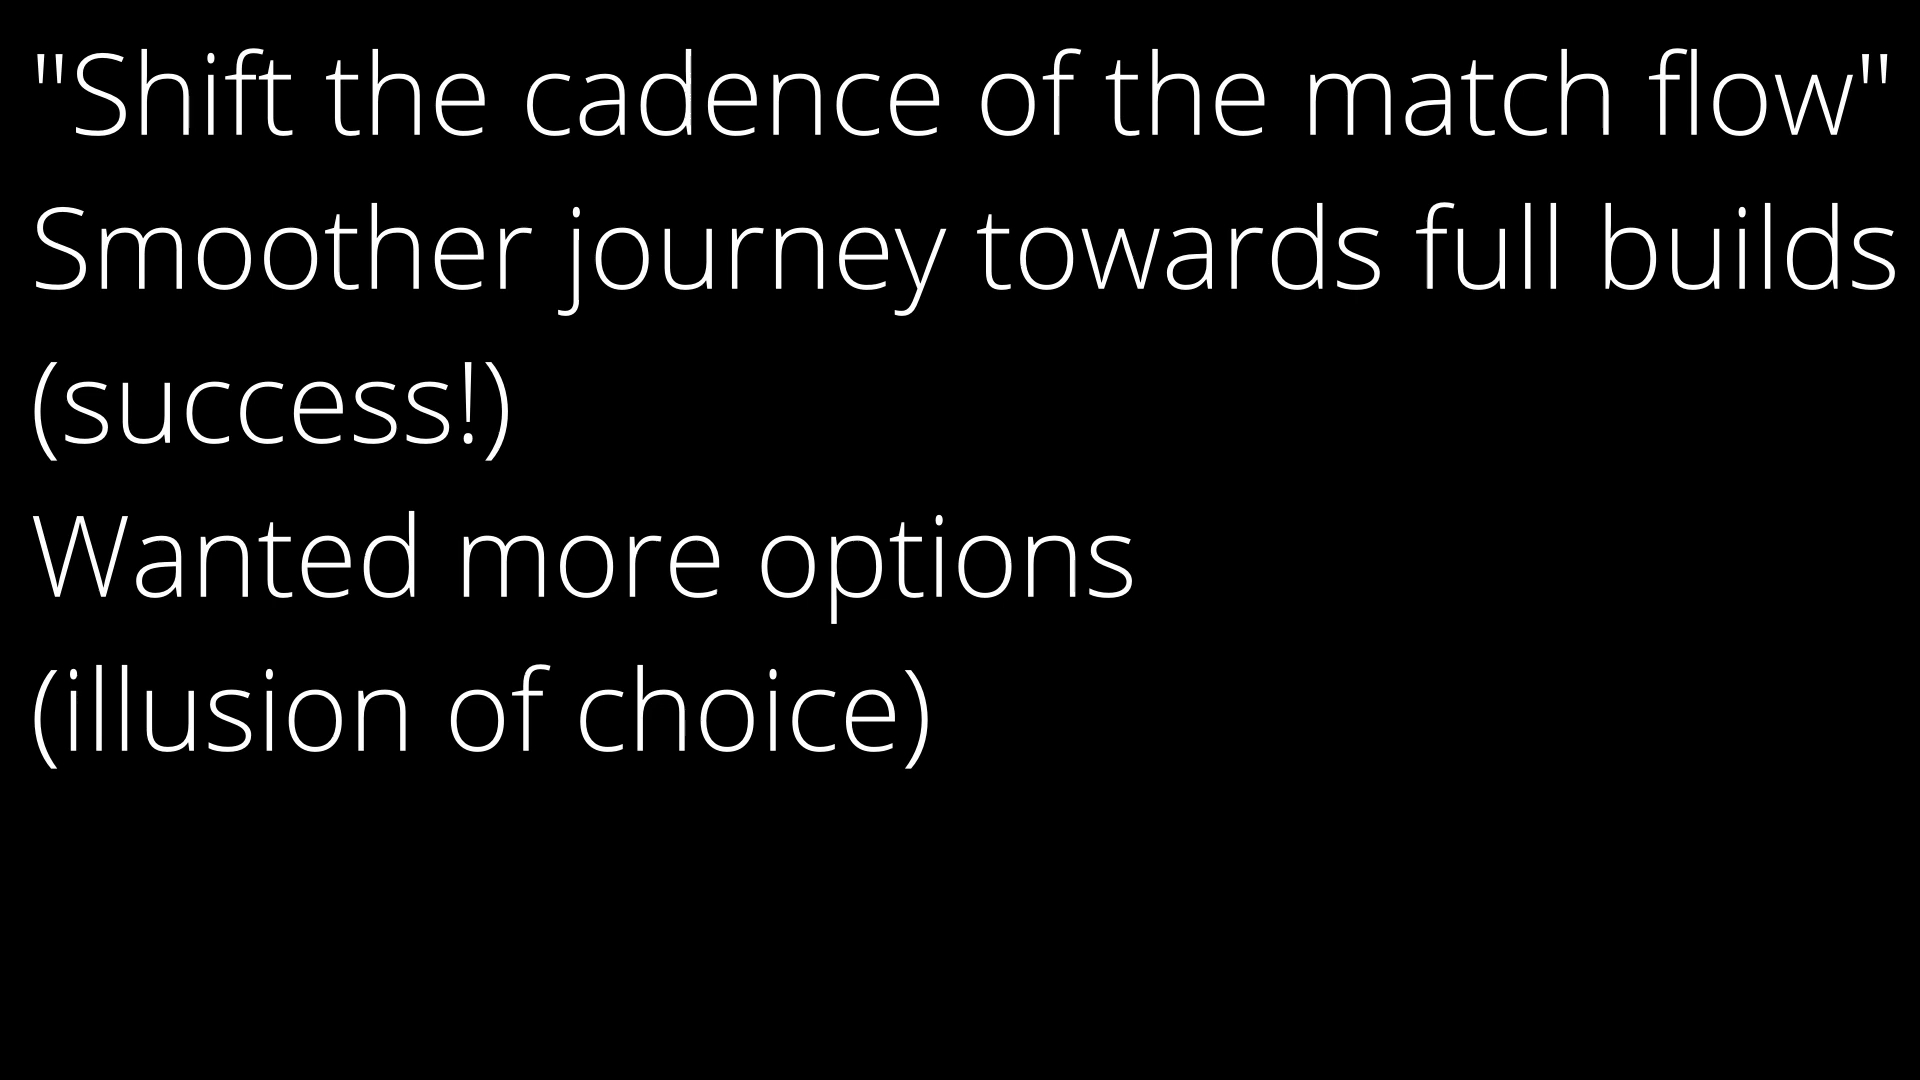 "Shift the cadence of the match flow"
Smoother journey towards full builds
(success!)
Wanted more options
(illusion of choice)